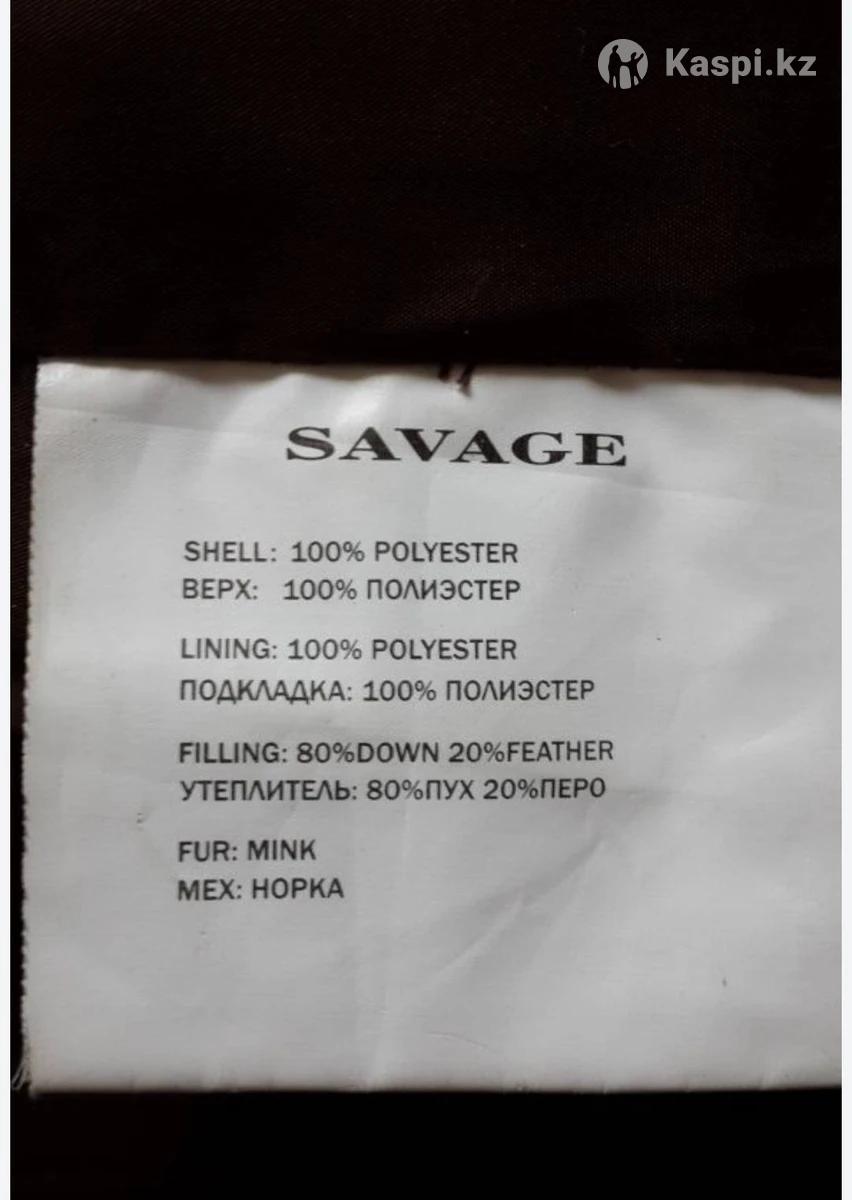 Kaspi.kz
SAVAGE
SHELL: 100% POLYESTER
ВЕРХ: 100% ПОЛИЭСТЕР
LINING: 100% POLYESTER
ПОДКЛАДКА: 100% ПОЛИЭСТЕР
FILLING: 80%DOWN 20%FEATHER
УТЕПЛИТЕЛЬ: 80%ПУХ 20%ПЕРО
FUR: MINK
МЕХ: НОРКА